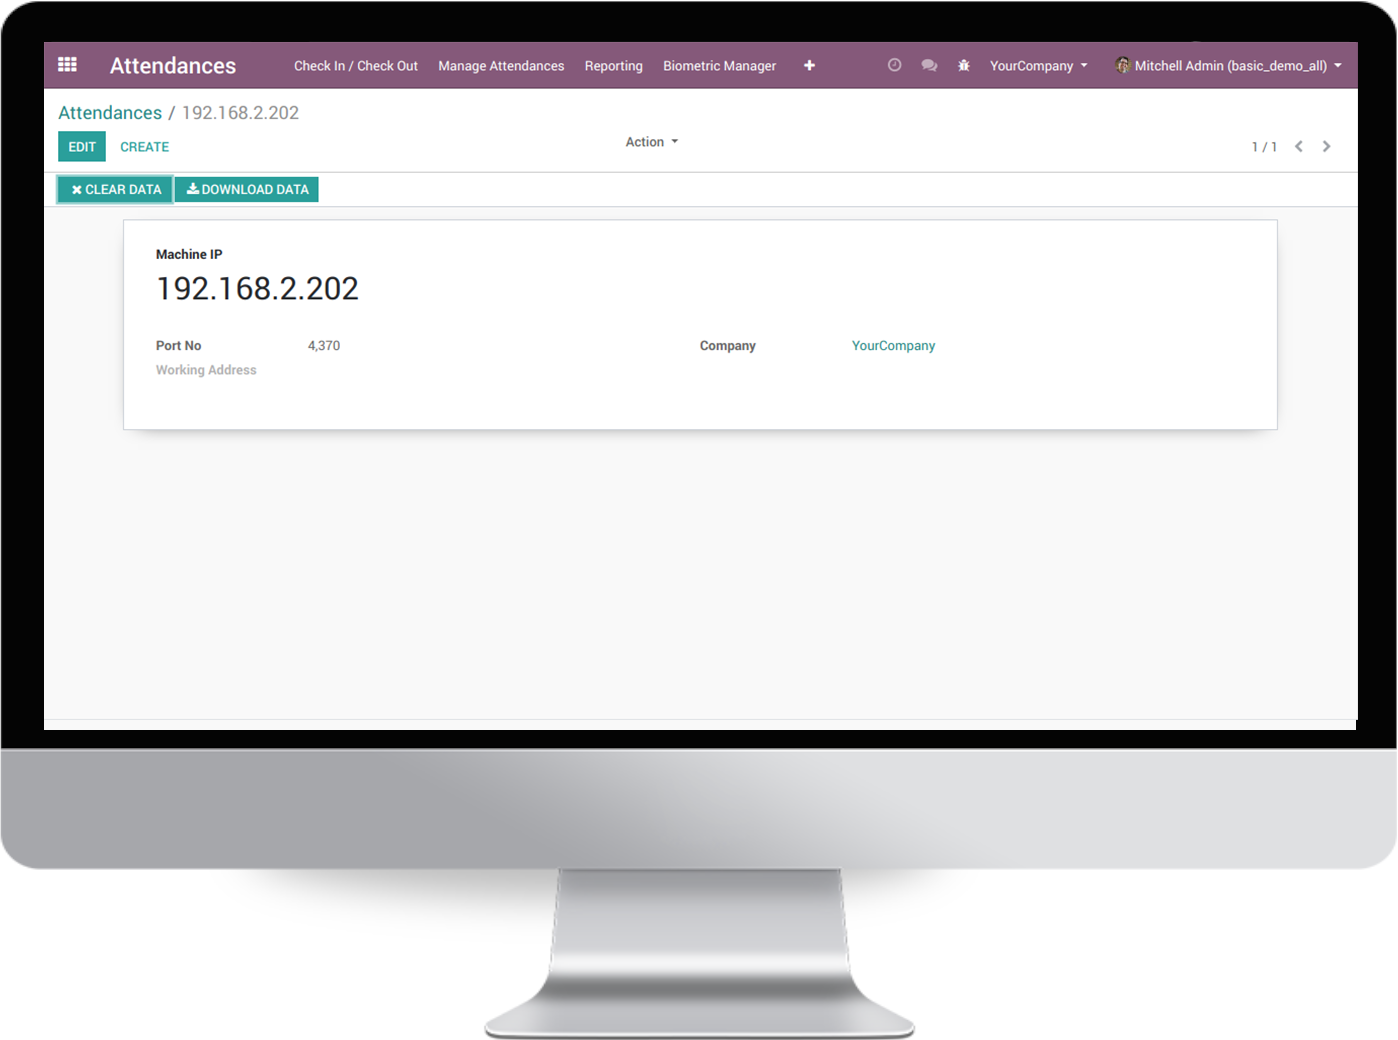 Attendances Check In / Check Out Manage Attendances Reporting Biometric Manager YourCompany Mitchell Admin (basic_demo_all)
Attendances / 192.168.2.202
EDIT CREATE Action 1 / 1
CLEAR DATA DOWNLOAD DATA
Machine IP
192.168.2.202
Port No 4,370 Company YourCompany
Working Address